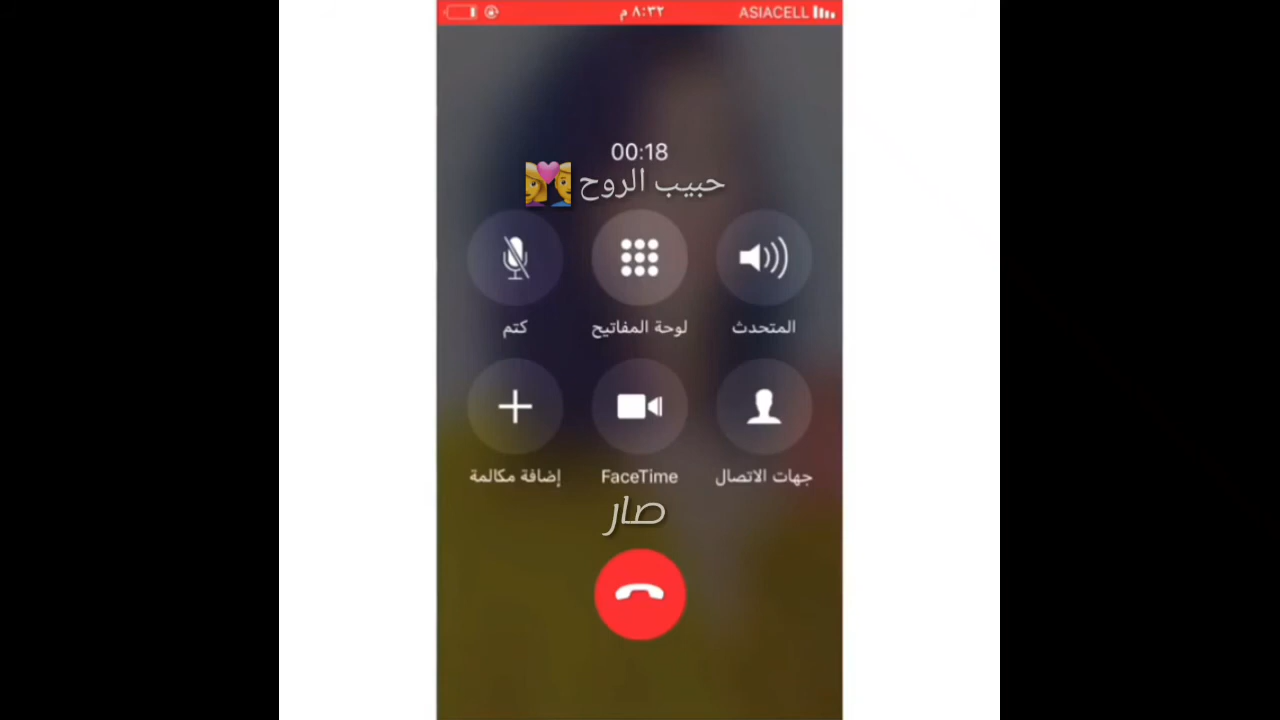 ASIACELL ٨:٣٢ م
00:18
حبيب الروح 💑
المتحدث لوحة المفاتيح كتم
جهات الاتصال FaceTime إضافة مكالمة
صار